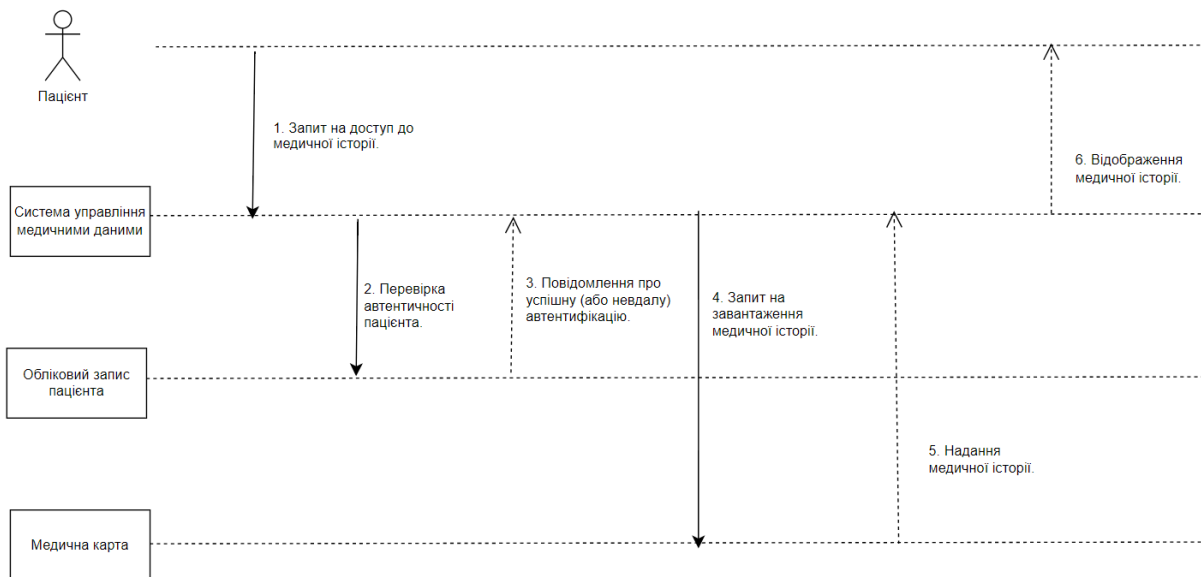 Пацієнт
1. Запит на доступ до
медичної історії.
6. Відображення
медичної історії.
Система управління
медичними даними
2. Перевірка
автентичності
пацієнта.
3. Повідомлення про
успішну (або невдалу)
автентифікацію.
4. Запит на
завантаження
медичної історії.
Обліковий запис
пацієнта
5. Надання
медичної історії.
Медична карта